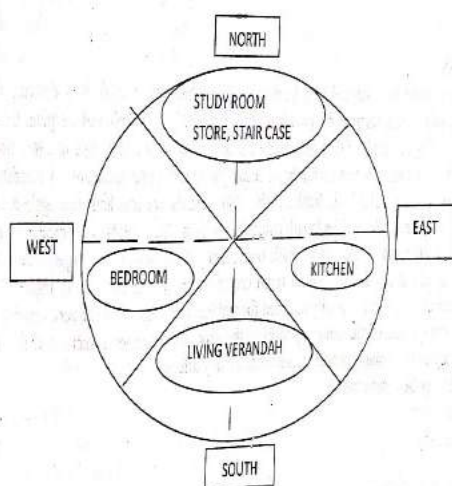 NORTH
STUDY ROOM
STORE, STAIR CASE
WEST
EAST
BEDROOM
KITCHEN
LIVING VERANDAH
SOUTH